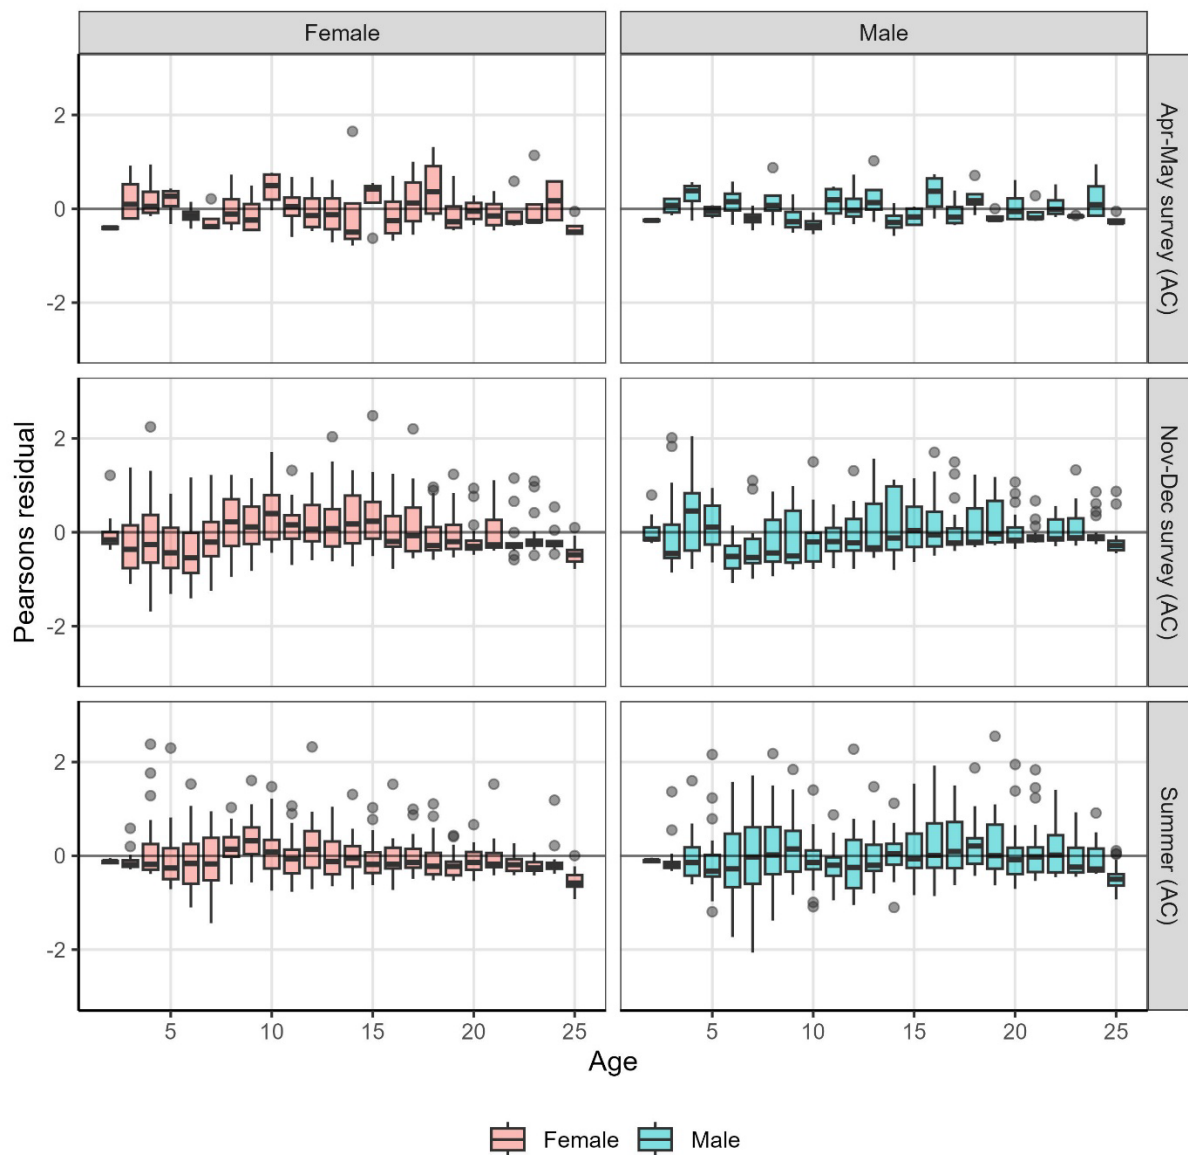 Female Male
2
0
-2
Apr-May survey (AC)
2
0
-2
Nov-Dec survey (AC)
2
0
-2
Summer (AC)
Pearsons residual
5 10 15 20 25 5 10 15 20 25
Age
Female Male